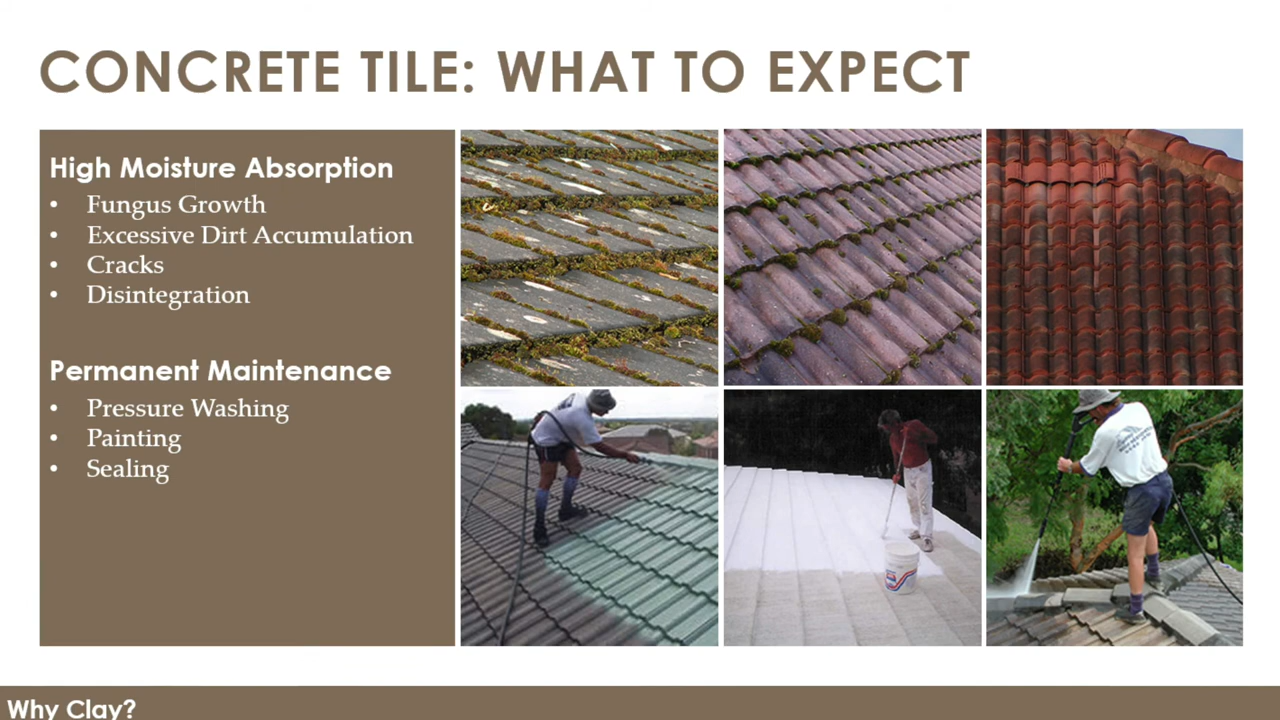 CONCRETE TILE: WHAT TO EXPECT
High Moisture Absorption
• Fungus Growth
• Excessive Dirt Accumulation
• Cracks
• Disintegration
Permanent Maintenance
• Pressure Washing
• Painting
• Sealing
Why Clay?